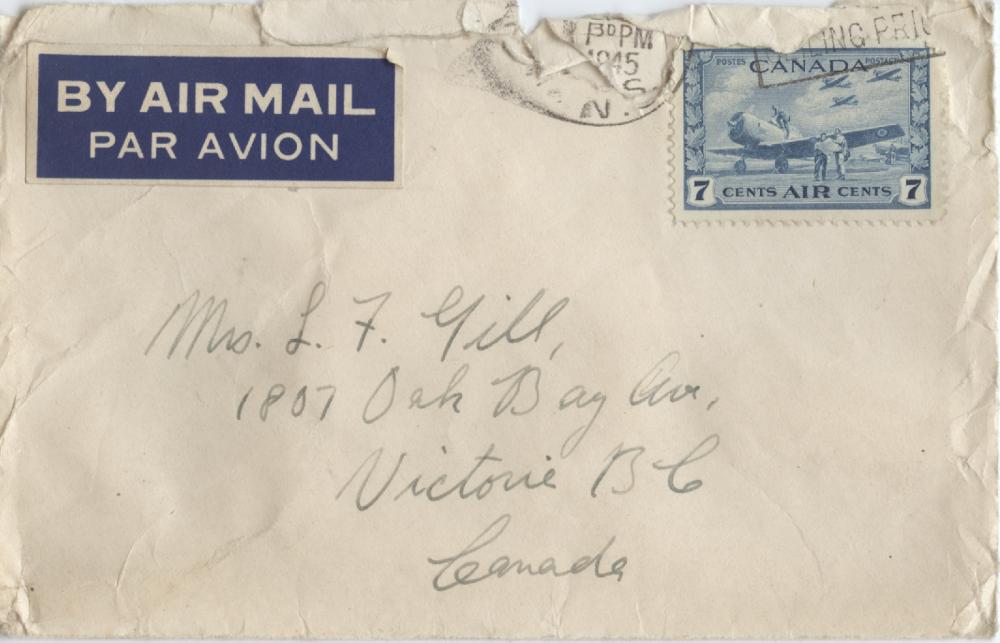 BY AIR MAIL
PAR AVION
PM
1945
N.S.
POSTES CANADA POSTAGE
7 CENTS AIR CENTS 7
Mrs. L. F. Gill,
1807 Oak Bay Ave,
Victoria B C
Canada